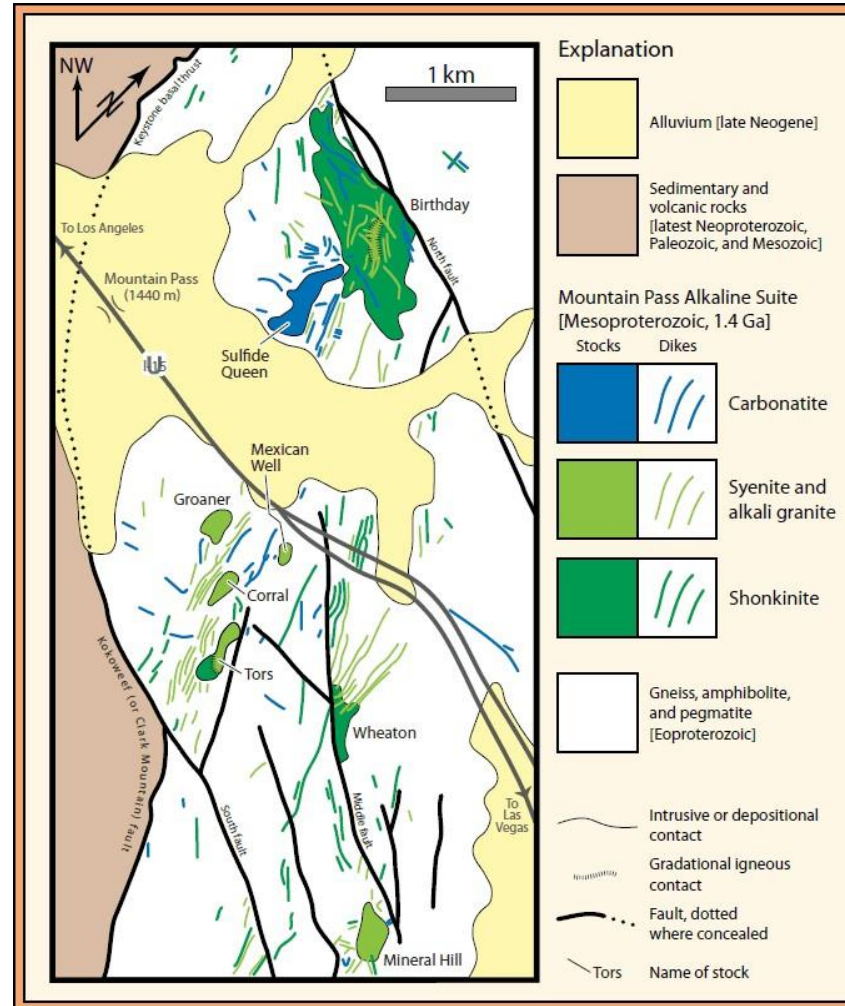 NW
N
Keystone basal thrust
1 km
To Los Angeles
Mountain Pass
(1440 m)
Birthday
North fault
Sulfide
Queen
Mexican
Well
Groaner
Corral
Tors
Wheaton
Kokoweef (or Clark Mountain) fault
South fault
Middle fault
To
Las
Vegas
Mineral Hill
Explanation
Alluvium [late Neogene]
Sedimentary and
volcanic rocks
[latest Neoproterozoic,
Paleozoic, and Mesozoic]
Mountain Pass Alkaline Suite
[Mesoproterozoic, 1.4 Ga]
Stocks Dikes
Carbonatite
Syenite and
alkali granite
Shonkinite
Gneiss, amphibolite,
and pegmatite
[Eoproterozoic]
Intrusive or depositional
contact
Gradational igneous
contact
Fault, dotted
where concealed
Tors Name of stock